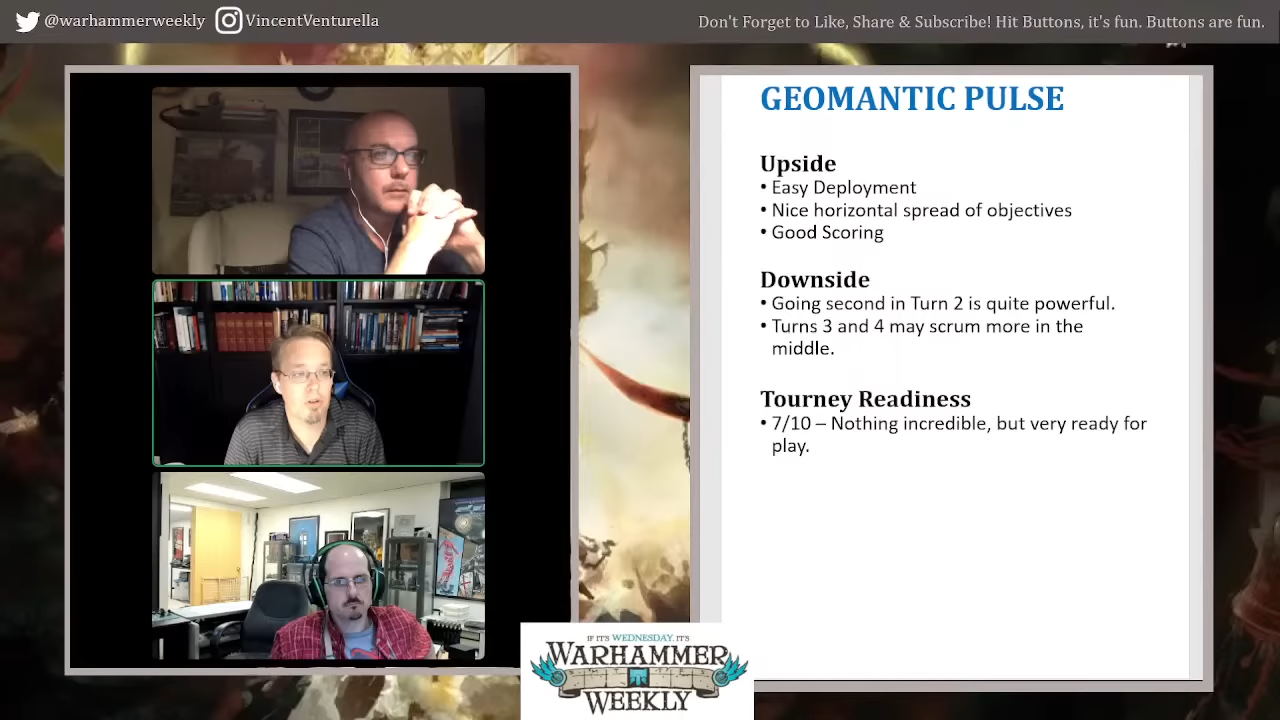 @warhammerweekly VincentVenturella
Don't Forget to Like, Share & Subscribe! Hit Buttons, it's fun. Buttons are fun.
GEOMANTIC PULSE
Upside
• Easy Deployment
• Nice horizontal spread of objectives
• Good Scoring
Downside
• Going second in Turn 2 is quite powerful.
• Turns 3 and 4 may scrum more in the
middle.
Tourney Readiness
• 7/10 – Nothing incredible, but very ready for
play.
IF IT'S WEDNESDAY, IT'S
WARHAMMER
WEEKLY